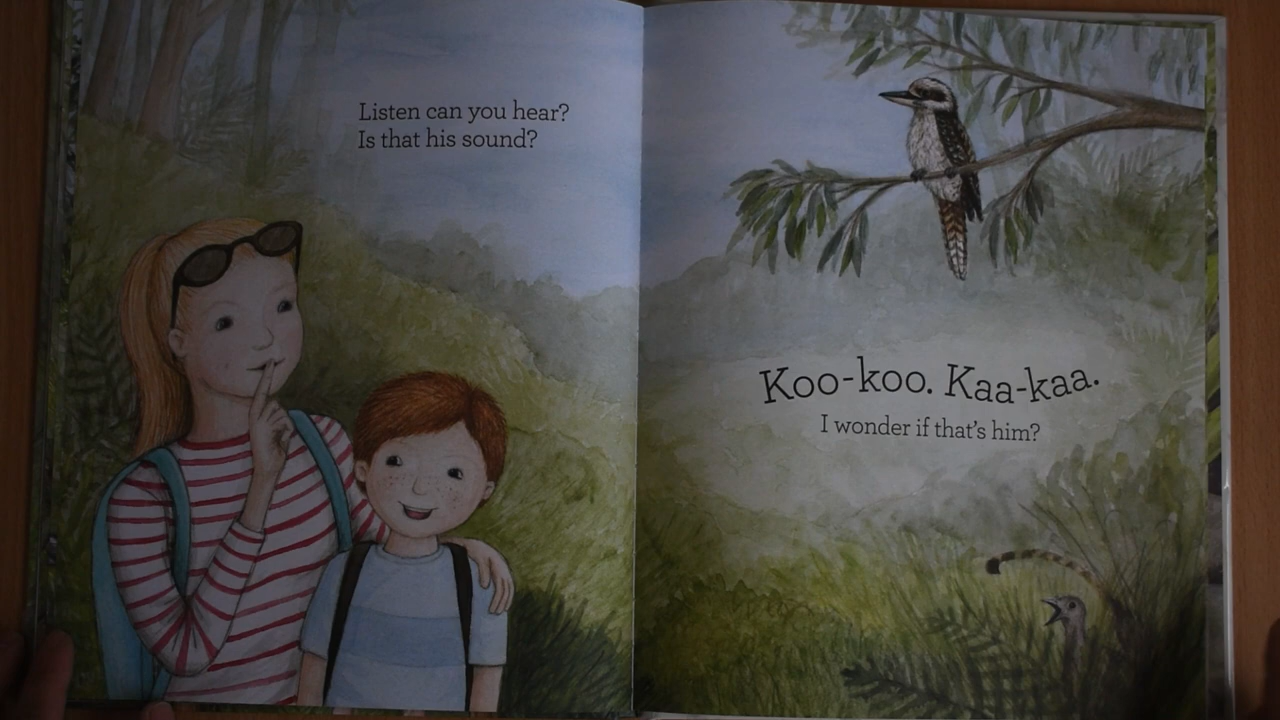 Listen can you hear?
Is that his sound?
Koo-koo. Kaa-kaa.
I wonder if that's him?